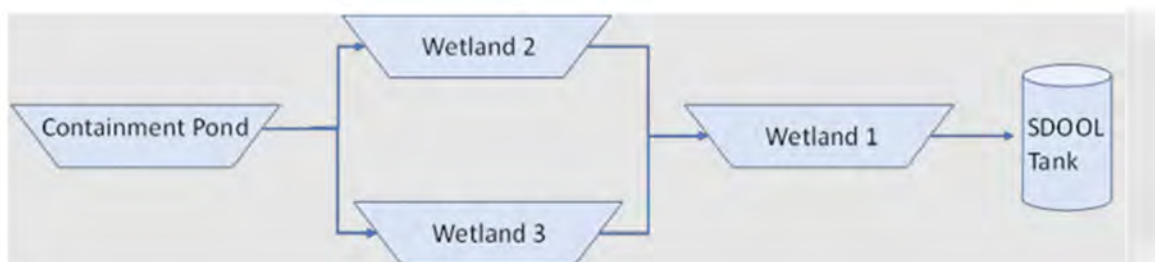 Wetland 2
Containment Pond
Wetland 1
SDOOL
Tank
Wetland 3